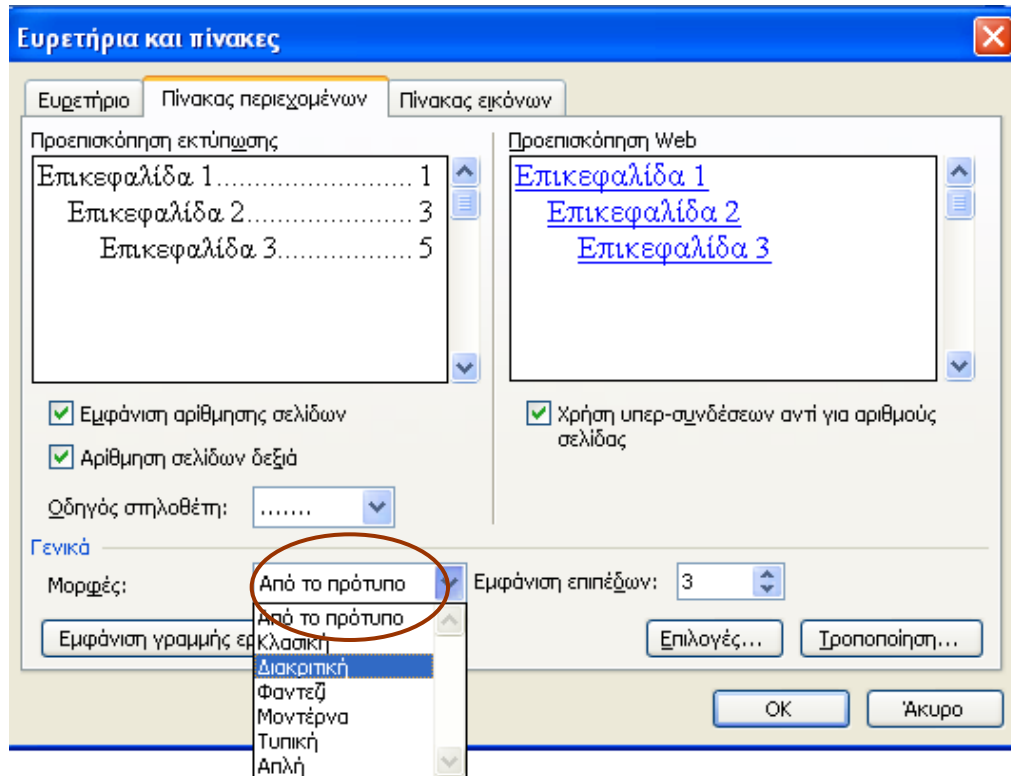 Ευρετήρια και πίνακες
Ευρετήριο
Πίνακας περιεχομένων
Πίνακας εικόνων
Προεπισκόπηση εκτύπωσης
Επικεφαλίδα 1........................ 1
Επικεφαλίδα 2.................... 3
Επικεφαλίδα 3................ 5
Προεπισκόπηση Web
Επικεφαλίδα 1
Επικεφαλίδα 2
Επικεφαλίδα 3
Εμφάνιση αρίθμησης σελίδων
Αρίθμηση σελίδων δεξιά
Οδηγός στηλοθέτη: .......
Χρήση υπερ-συνδέσεων αντί για αριθμούς
σελίδας
Γενικά
Μορφές: Από το πρότυπο
Εμφάνιση επιπέδων: 3
Από το πρότυπο
Κλασική
Διακριτική
Φαντεζί
Μοντέρνα
Τυπική
Απλή
Εμφάνιση γραμμής
Επιλογές...
Τροποποίηση...
OK
Άκυρο